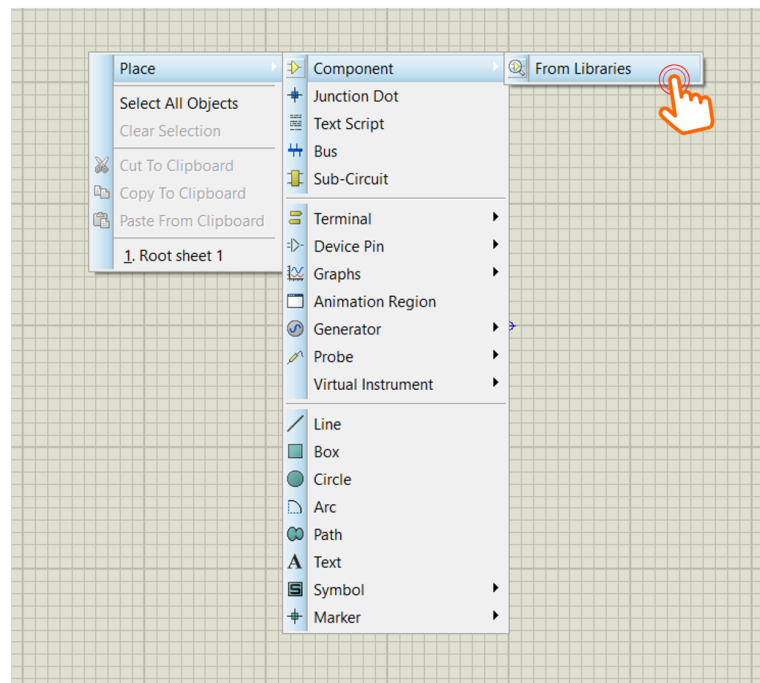 Place
Select All Objects
Clear Selection
Cut To Clipboard
Copy To Clipboard
Paste From Clipboard
1. Root sheet 1
Component
Junction Dot
Text Script
Bus
Sub-Circuit
Terminal
Device Pin
Graphs
Animation Region
Generator
Probe
Virtual Instrument
Line
Box
Circle
Arc
Path
A Text
S Symbol
Marker
From Libraries